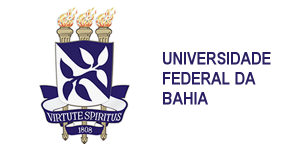 VIRTUTE SPIRITUS
1808
UNIVERSIDADE
FEDERAL DA
BAHIA